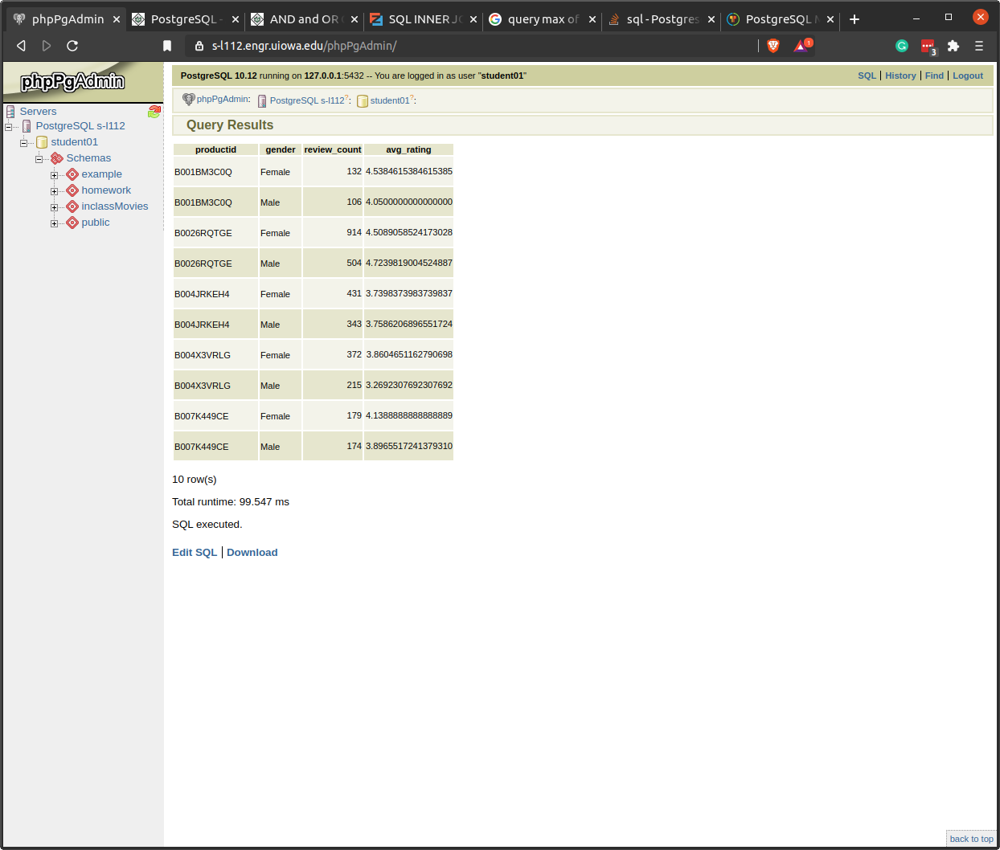 phpPgAdmin PostgreSQL - AND and OR SQL INNER JO query max of sql - Postgres PostgreSQL
s-l112.engr.uiowa.edu/phpPgAdmin/ 1 3
phpPgAdmin
Servers
PostgreSQL s-l112
student01
Schemas
example
homework
inclassMovies
public
PostgreSQL 10.12 running on 127.0.0.1:5432 -- You are logged in as user "student01"
SQL | History | Find | Logout
phpPgAdmin: PostgreSQL s-l112?: student01?:
Query Results
productid gender review_count avg_rating
B001BM3C0Q Female 132 4.5384615384615385
B001BM3C0Q Male 106 4.0500000000000000
B0026RQTGE Female 914 4.5089058524173028
B0026RQTGE Male 504 4.7239819004524887
B004JRKEH4 Female 431 3.7398373983739837
B004JRKEH4 Male 343 3.7586206896551724
B004X3VRLG Female 372 3.8604651162790698
B004X3VRLG Male 215 3.2692307692307692
B007K449CE Female 179 4.1388888888888889
B007K449CE Male 174 3.8965517241379310
10 row(s)
Total runtime: 99.547 ms
SQL executed.
Edit SQL | Download
back to top